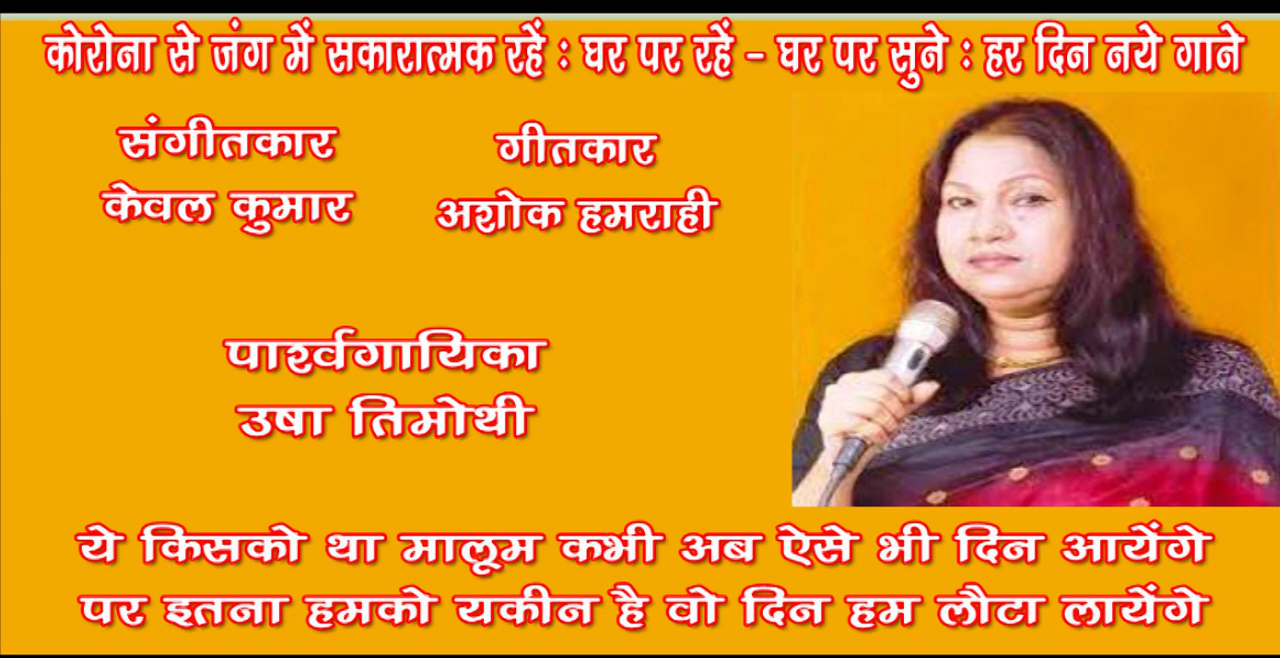 कोरोना से जंग में सकारात्मक रहें : घर पर रहें - घर पर सुने : हर दिन नये गाने
संगीतकार
केवल कुमार
गीतकार
अशोक हमराही
पार्श्वगायिका
उषा तिमोथी
ये किसको था मालूम कभी अब ऐसे भी दिन आयेंगे
पर इतना हमको यकीन है वो दिन हम लौटा लायेंगे